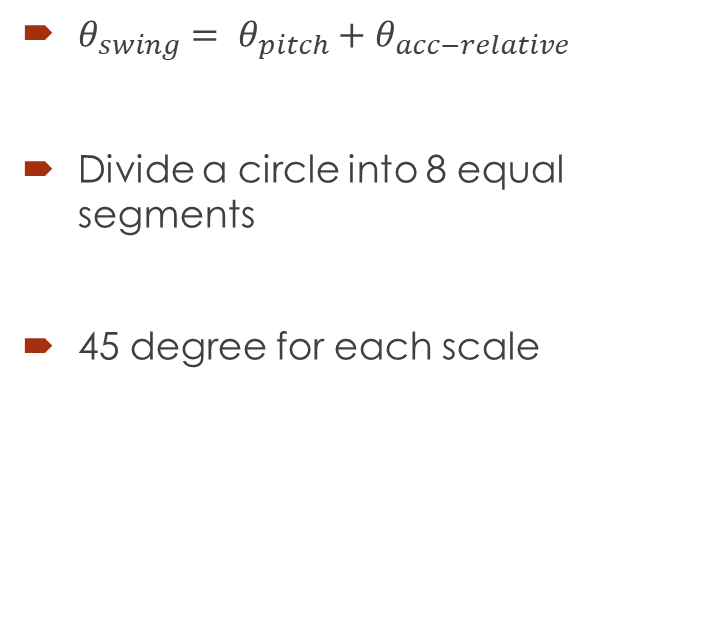 θswing = θpitch + θacc−relative
Divide a circle into 8 equal
segments
45 degree for each scale